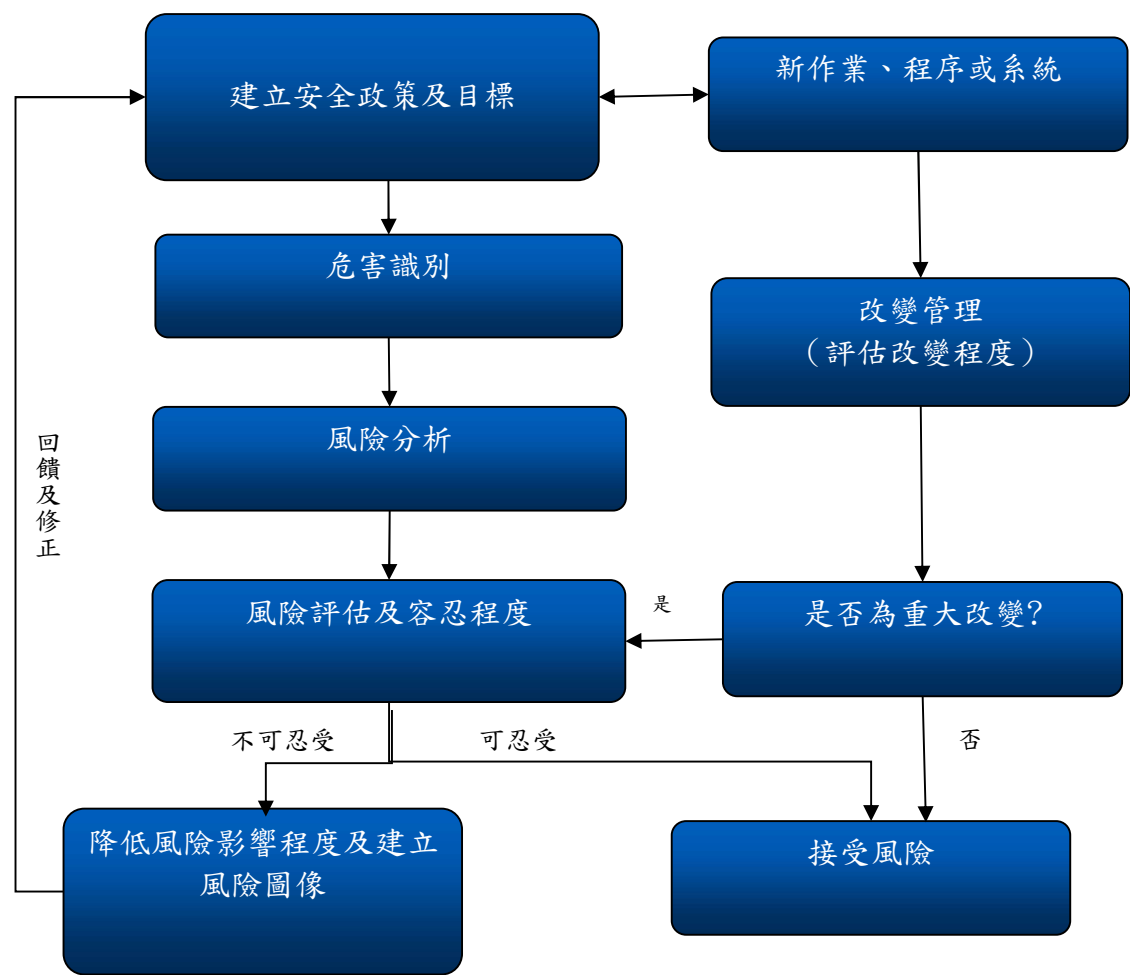 建立安全政策及目標
新作業、程序或系統
危害識別
改變管理
（評估改變程度）
風險分析
回饋及修正
風險評估及容忍程度
是
是否為重大改變?
不可忍受
可忍受
否
降低風險影響程度及建立
風險圖像
接受風險